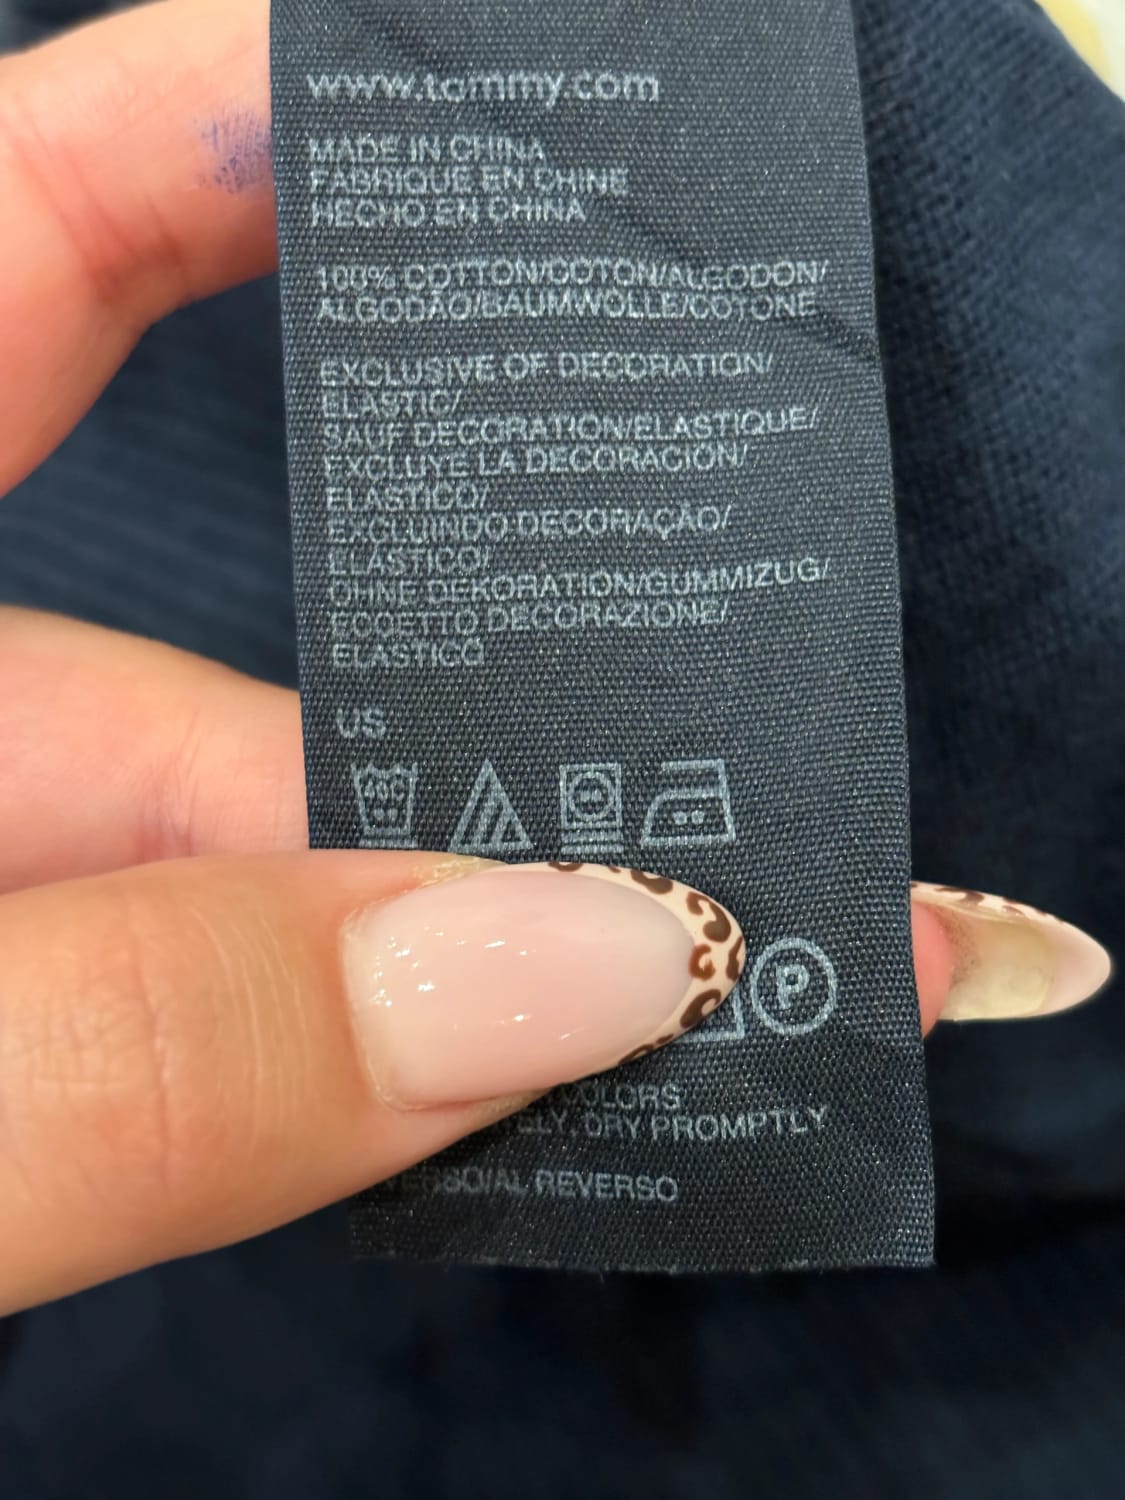 www.tommy.com
MADE IN CHINA
FABRIQUE EN CHINE
HECHO EN CHINA
100% COTTON/COTON/ALGODON/
ALGODÃO/BAUMWOLLE/COTONE
EXCLUSIVE OF DECORATION/
ELASTIC/
SAUF DECORATION/ELASTIQUE/
EXCLUYE LA DECORACION/
ELASTICO/
EXCLUINDO DECORAÇÃO/
ELASTICO/
OHNE DEKORATION/GUMMIZUG/
ECCETTO DECORAZIONE/
ELASTICO
US
40C
P
COLORS
DRY PROMPTLY
AL REVERSO